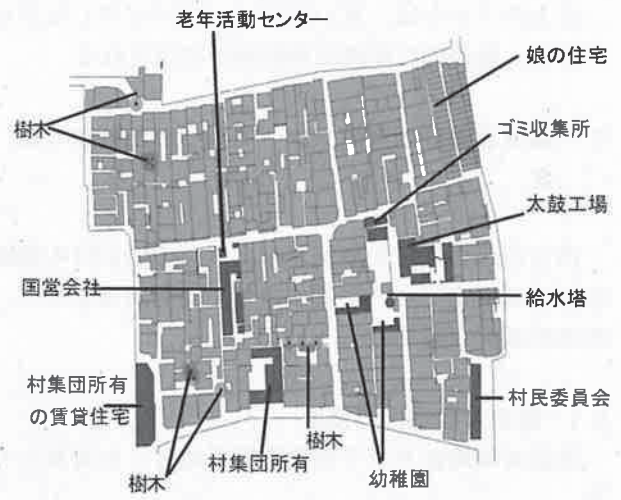 老年活動センター
娘の住宅
樹木
ゴミ収集所
太鼓工場
国営会社
給水塔
村集団所有
の賃貸住宅
村民委員会
樹木
村集団所有
幼稚園
樹木